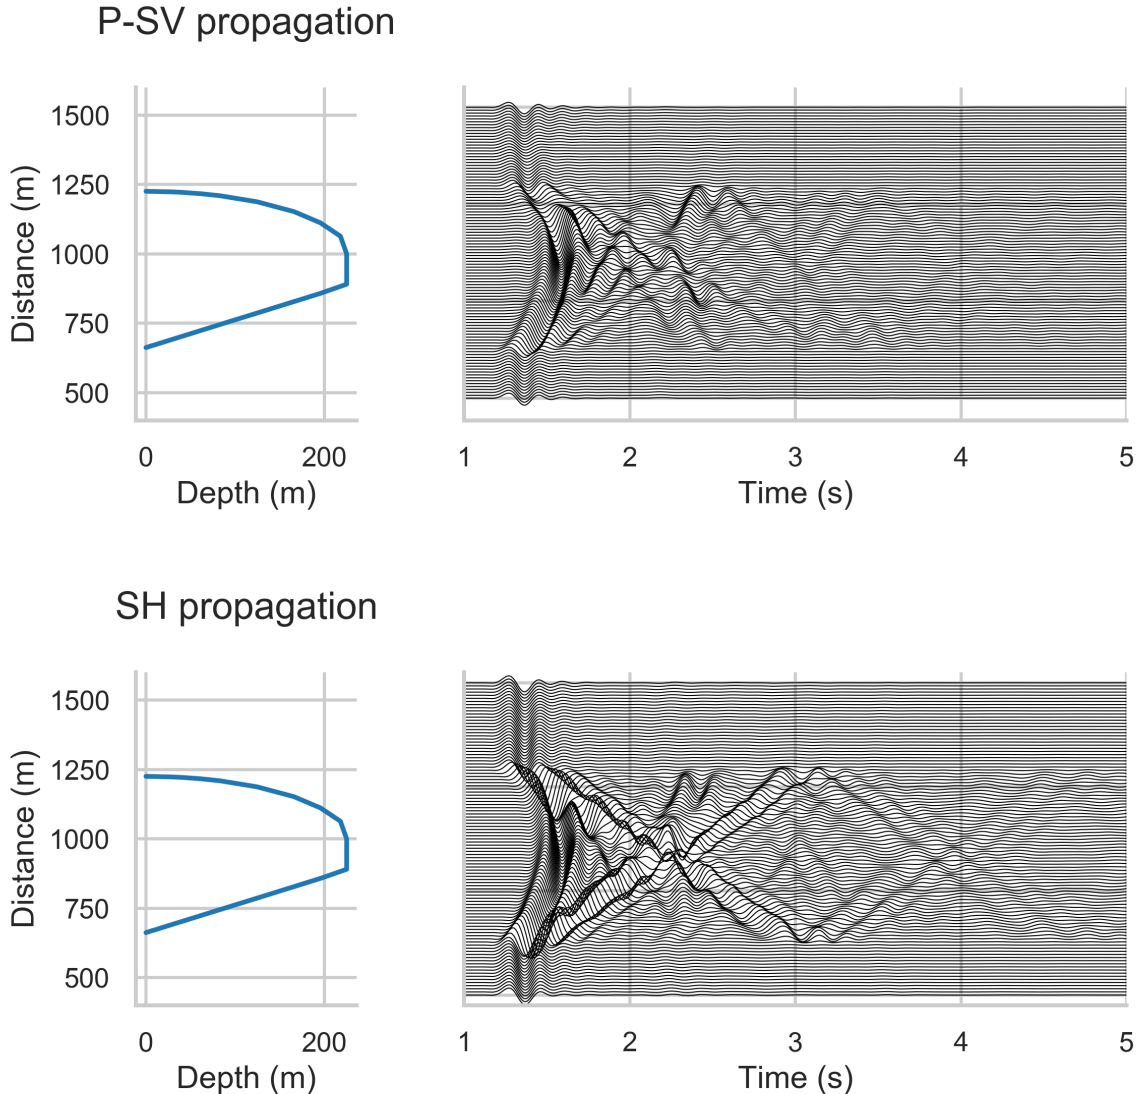 P-SV propagation
1500
1250
1000
750
500
Distance (m)
0 200
Depth (m)
1 2 3 4 5
Time (s)
SH propagation
1500
1250
1000
750
500
Distance (m)
0 200
Depth (m)
1 2 3 4 5
Time (s)